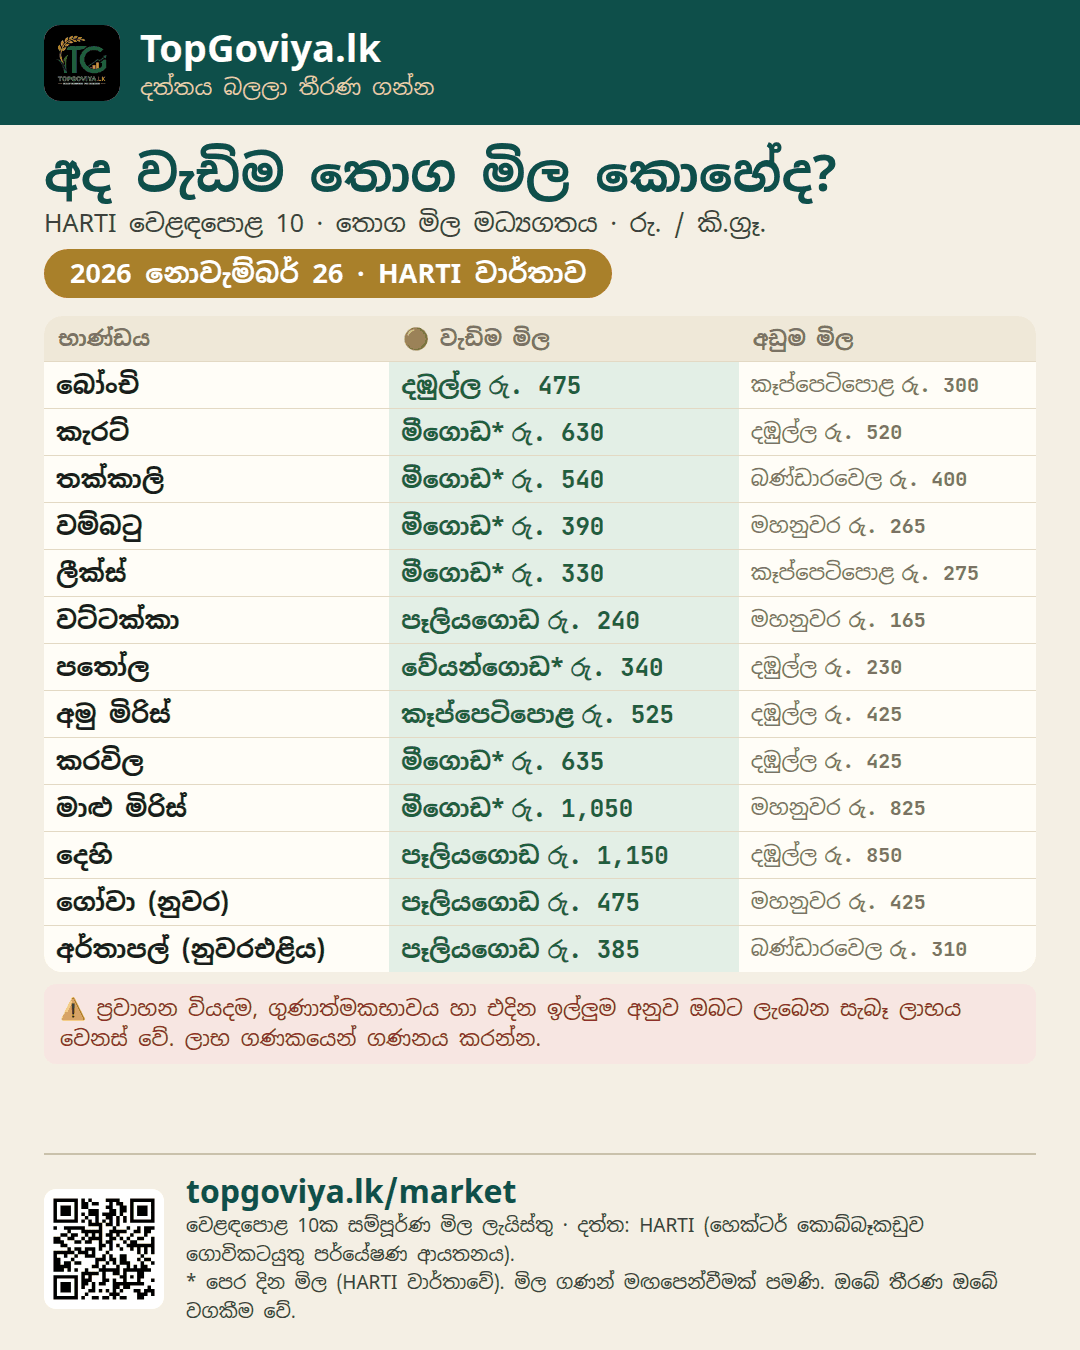 TG
TOPGOVIYA.LK
TopGoviya.lk
දත්තය බලලා තීරණ ගන්න
අද වැඩිම තොග මිල කොහේද?
HARTI වෙළඳපොළ 10 · තොග මිල මධ්‍යගතය · රු. / කි.ග්‍රෑ.
2026 නොවැම්බර් 26 · HARTI වාර්තාව
භාණ්ඩය වැඩිම මිල අඩුම මිල
බෝංචි දඹුල්ල රු. 475 කැප්පෙටිපොළ රු. 300
කැරට් මීගොඩ* රු. 630 දඹුල්ල රු. 520
තක්කාලි මීගොඩ* රු. 540 බණ්ඩාරවෙල රු. 400
වම්බටු මීගොඩ* රු. 390 මහනුවර රු. 265
ලීක්ස් මීගොඩ* රු. 330 කැප්පෙටිපොළ රු. 275
වට්ටක්කා පෑලියගොඩ රු. 240 මහනුවර රු. 165
පතෝල වේයන්ගොඩ* රු. 340 දඹුල්ල රු. 230
අමු මිරිස් කැප්පෙටිපොළ රු. 525 දඹුල්ල රු. 425
කරවිල මීගොඩ* රු. 635 දඹුල්ල රු. 425
මාළු මිරිස් මීගොඩ* රු. 1,050 මහනුවර රු. 825
දෙහි පෑලියගොඩ රු. 1,150 දඹුල්ල රු. 850
ගෝවා (නුවර) පෑලියගොඩ රු. 475 මහනුවර රු. 425
අර්තාපල් (නුවරඑළිය) පෑලියගොඩ රු. 385 බණ්ඩාරවෙල රු. 310
⚠️ ප්‍රවාහන වියදම, ගුණාත්මකභාවය හා එදින ඉල්ලුම අනුව ඔබට ලැබෙන සැබෑ ලාභය
වෙනස් වේ. ලාභ ගණකයෙන් ගණනය කරන්න.
topgoviya.lk/market
වෙළඳපොළ 10ක සම්පූර්ණ මිල ලැයිස්තු · දත්ත: HARTI (හෙක්ටර් කොබ්බෑකඩුව
ගොවිකටයුතු පර්යේෂණ ආයතනය).
* පෙර දින මිල (HARTI වාර්තාවේ). මිල ගණන් මඟපෙන්වීමක් පමණි. ඔබේ තීරණ ඔබේ
වගකීම වේ.